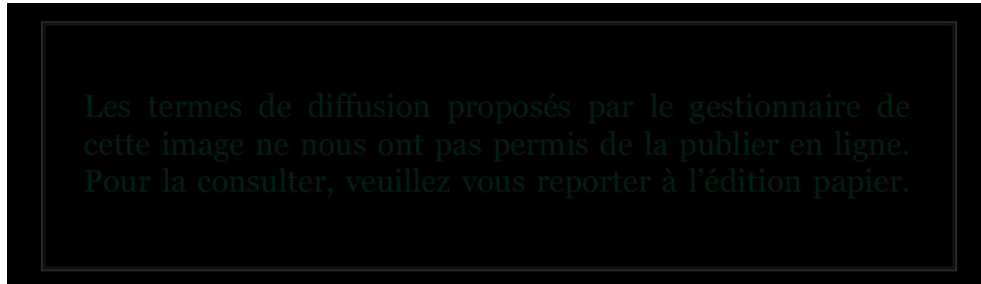 Les termes de diffusion proposés par le gestionnaire de
cette image ne nous ont pas permis de la publier en ligne.
Pour la consulter, veuillez vous reporter à l’édition papier.